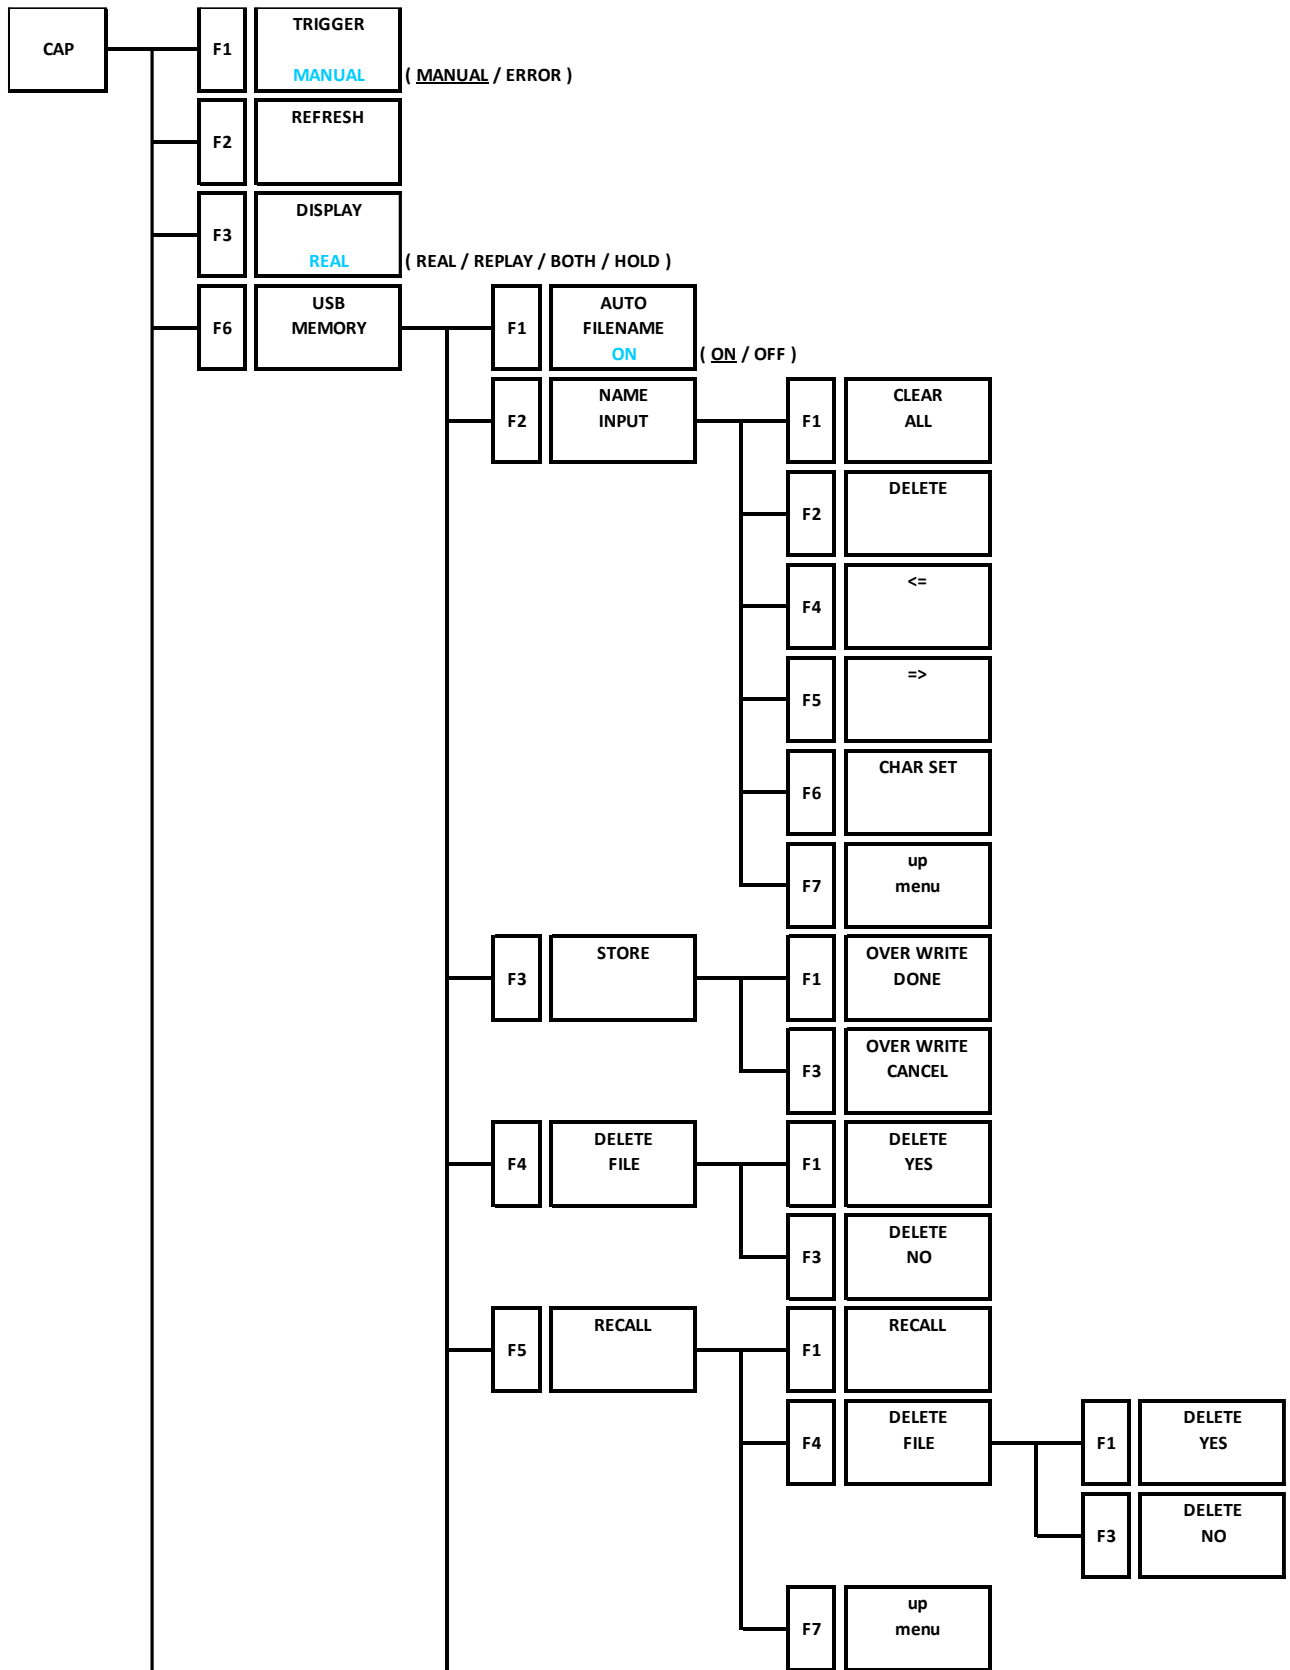 CAP
F1
TRIGGER
MANUAL
( MANUAL / ERROR )
F2
REFRESH
F3
DISPLAY
REAL
( REAL / REPLAY / BOTH / HOLD )
F6
USB
MEMORY
F1
AUTO
FILENAME
ON
( ON / OFF )
F2
NAME
INPUT
F1
CLEAR
ALL
F2
DELETE
F4
<=
F5
=>
F6
CHAR SET
F7
up
menu
F3
STORE
F1
OVER WRITE
DONE
F3
OVER WRITE
CANCEL
F4
DELETE
FILE
F1
DELETE
YES
F3
DELETE
NO
F5
RECALL
F1
RECALL
F4
DELETE
FILE
F1
DELETE
YES
F3
DELETE
NO
F7
up
menu